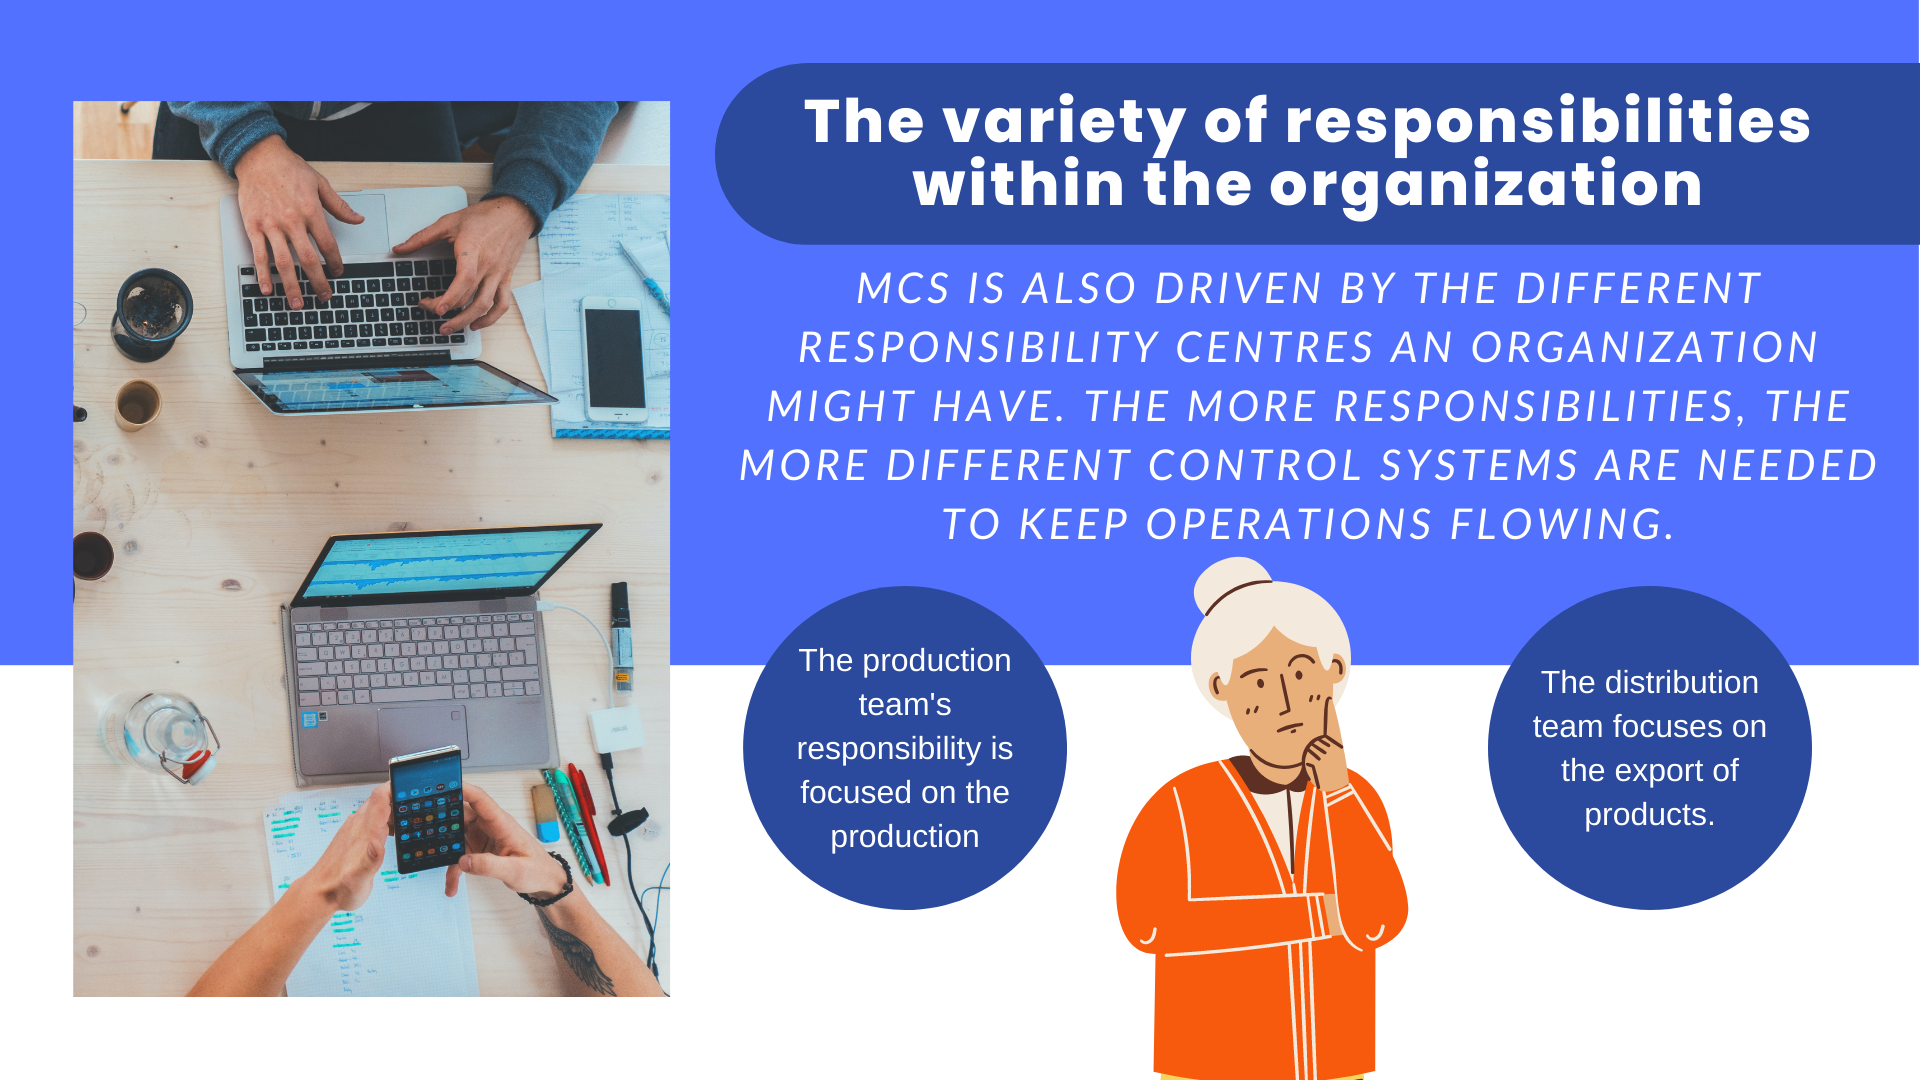 The variety of responsibilities
within the organization
MCS IS ALSO DRIVEN BY THE DIFFERENT
RESPONSIBILITY CENTRES AN ORGANIZATION
MIGHT HAVE. THE MORE RESPONSIBILITIES, THE
MORE DIFFERENT CONTROL SYSTEMS ARE NEEDED
TO KEEP OPERATIONS FLOWING.
The production
team's
responsibility is
focused on the
production
The distribution
team focuses on
the export of
products.